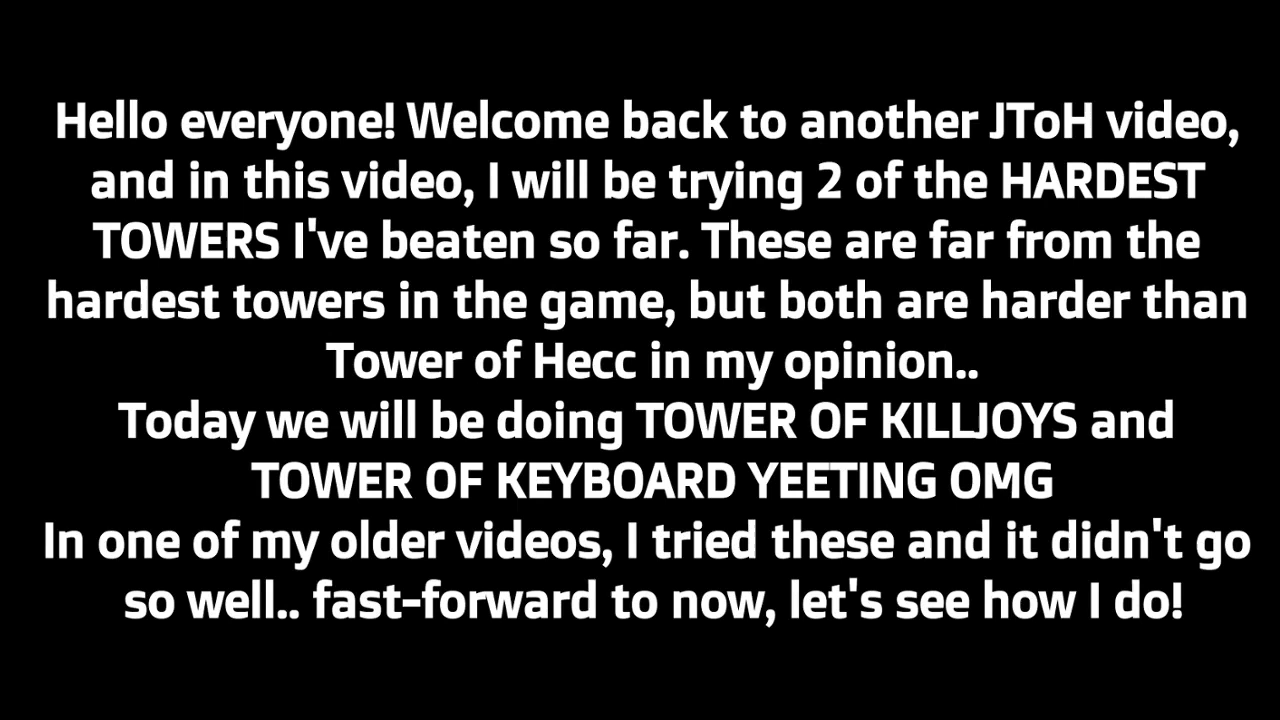 Hello everyone! Welcome back to another JToH video,
and in this video, I will be trying 2 of the HARDEST
TOWERS I've beaten so far. These are far from the
hardest towers in the game, but both are harder than
Tower of Hecc in my opinion..
Today we will be doing TOWER OF KILLJOYS and
TOWER OF KEYBOARD YEETING OMG
In one of my older videos, I tried these and it didn't go
so well.. fast-forward to now, let's see how I do!